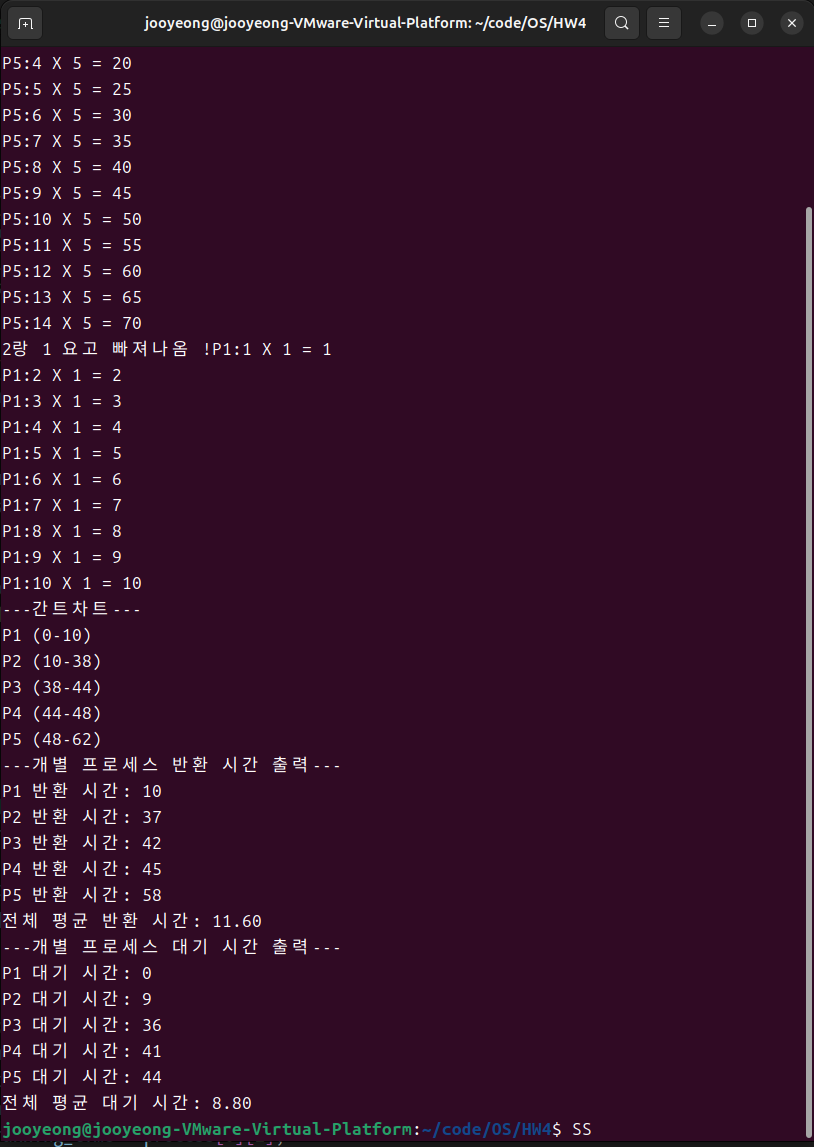 jooyeong@jooyeong-VMware-Virtual-Platform: ~/code/OS/HW4
P5:4 X 5 = 20
P5:5 X 5 = 25
P5:6 X 5 = 30
P5:7 X 5 = 35
P5:8 X 5 = 40
P5:9 X 5 = 45
P5:10 X 5 = 50
P5:11 X 5 = 55
P5:12 X 5 = 60
P5:13 X 5 = 65
P5:14 X 5 = 70
2랑 1 요고 빠져나옴 !P1:1 X 1 = 1
P1:2 X 1 = 2
P1:3 X 1 = 3
P1:4 X 1 = 4
P1:5 X 1 = 5
P1:6 X 1 = 6
P1:7 X 1 = 7
P1:8 X 1 = 8
P1:9 X 1 = 9
P1:10 X 1 = 10
---간트차트---
P1 (0-10)
P2 (10-38)
P3 (38-44)
P4 (44-48)
P5 (48-62)
---개별 프로세스 반환 시간 출력---
P1 반환 시간: 10
P2 반환 시간: 37
P3 반환 시간: 42
P4 반환 시간: 45
P5 반환 시간: 58
전체 평균 반환 시간: 11.60
---개별 프로세스 대기 시간 출력---
P1 대기 시간: 0
P2 대기 시간: 9
P3 대기 시간: 36
P4 대기 시간: 41
P5 대기 시간: 44
전체 평균 대기 시간: 8.80
jooyeong@jooyeong-VMware-Virtual-Platform:~/code/OS/HW4$ SS